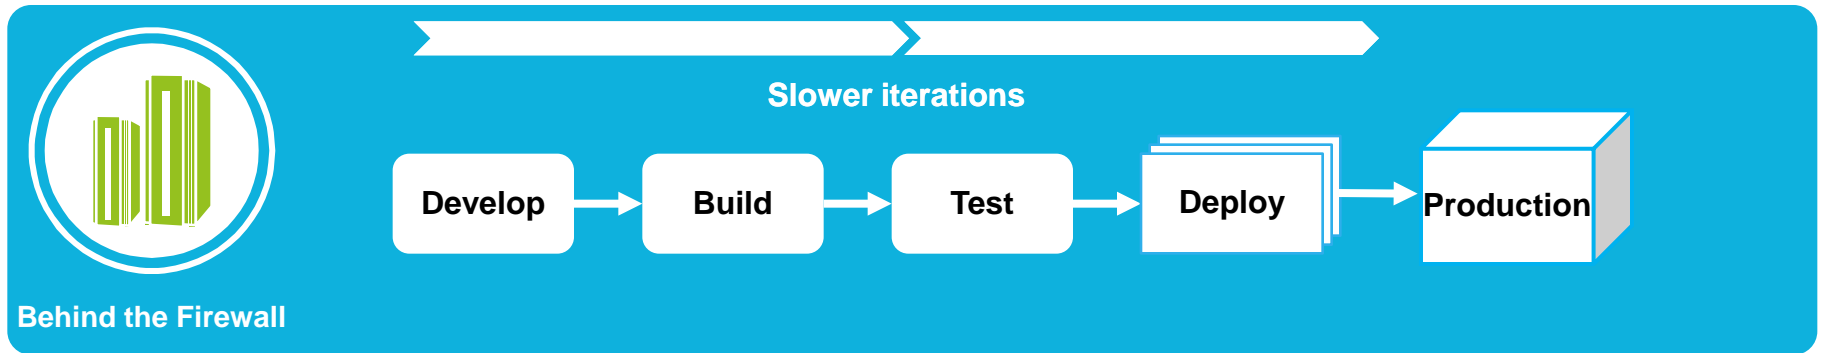 Slower iterations
Develop
Build
Test
Deploy
Production
Behind the Firewall